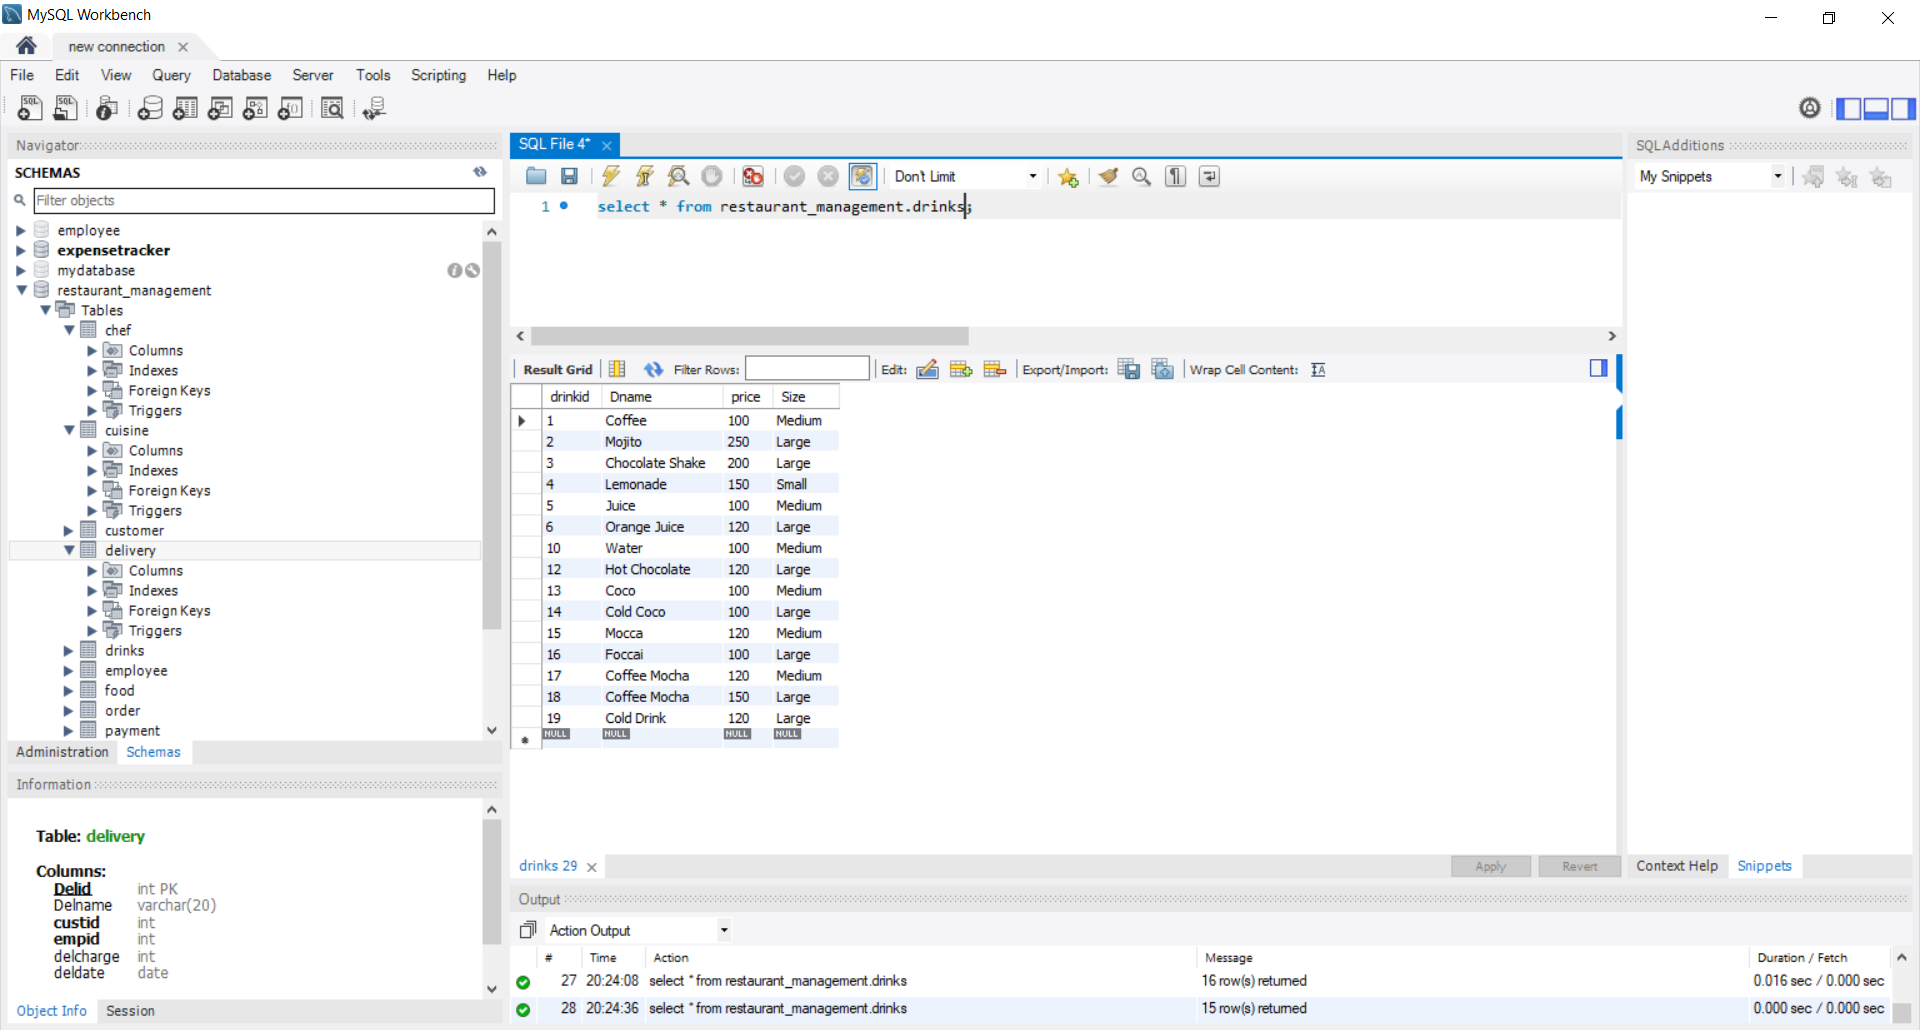 MySQL Workbench
new connection
File Edit View Query Database Server Tools Scripting Help
Navigator
SCHEMAS
Filter objects
employee
expensetracker
mydatabase
restaurant_management
Tables
chef
Columns
Indexes
Foreign Keys
Triggers
cuisine
Columns
Indexes
Foreign Keys
Triggers
customer
delivery
Columns
Indexes
Foreign Keys
Triggers
drinks
employee
food
order
payment
Administration Schemas
Information
Table: delivery
Columns:
Delid int PK
Delname varchar(20)
custid int
empid int
delcharge int
deldate date
Object Info Session
SQL File 4*
Don't Limit
1 select * from restaurant_management.drinks;
Result Grid Filter Rows: Edit: Export/Import: Wrap Cell Content:
drinkid Dname price Size
1 Coffee 100 Medium
2 Mojito 250 Large
3 Chocolate Shake 200 Large
4 Lemonade 150 Small
5 Juice 100 Medium
6 Orange Juice 120 Large
10 Water 100 Medium
12 Hot Chocolate 120 Large
13 Coco 100 Medium
14 Cold Coco 100 Large
15 Mocca 120 Medium
16 Foccai 100 Large
17 Coffee Mocha 120 Medium
18 Coffee Mocha 150 Large
19 Cold Drink 120 Large
NULL NULL NULL NULL
drinks 29
Apply Revert
Output
Action Output
# Time Action Message Duration / Fetch
27 20:24:08 select * from restaurant_management.drinks 16 row(s) returned 0.016 sec / 0.000 sec
28 20:24:36 select * from restaurant_management.drinks 15 row(s) returned 0.000 sec / 0.000 sec
SQLAdditions
My Snippets
Context Help Snippets